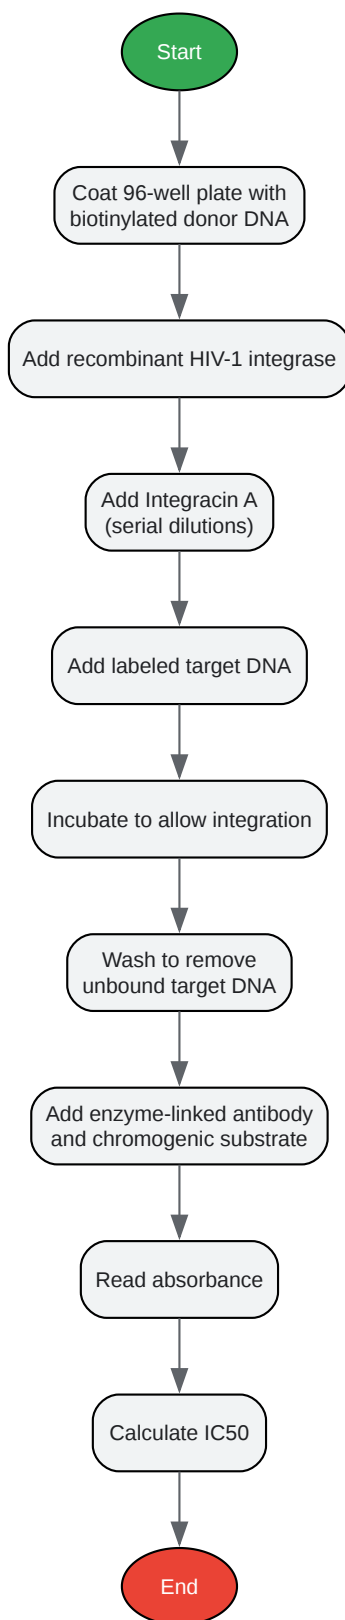 Start
Coat 96-well plate with
biotinylated donor DNA
Add recombinant HIV-1 integrase
Add Integracin A
(serial dilutions)
Add labeled target DNA
Incubate to allow integration
Wash to remove
unbound target DNA
Add enzyme-linked antibody
and chromogenic substrate
Read absorbance
Calculate IC50
End